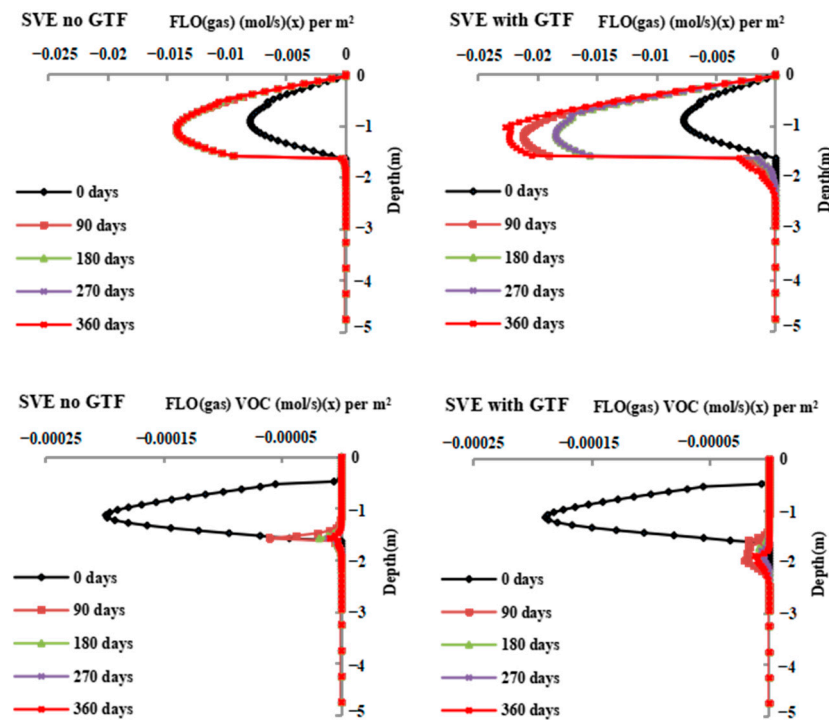 SVE no GTF FLO(gas) (mol/s)(x) per m²
−0.025 −0.02 −0.015 −0.01 −0.005 0
0
−1
−2
−3
−4
−5
Depth(m)
0 days
90 days
180 days
270 days
360 days
SVE with GTF FLO(gas) (mol/s)(x) per m²
−0.025 −0.02 −0.015 −0.01 −0.005 0
0
−1
−2
−3
−4
−5
Depth(m)
0 days
90 days
180 days
270 days
360 days
SVE no GTF FLO(gas) VOC (mol/s)(x) per m²
−0.00025 −0.00015 −0.00005
0
−1
−2
−3
−4
−5
Depth(m)
0 days
90 days
180 days
270 days
360 days
SVE with GTF FLO(gas) VOC (mol/s)(x) per m²
−0.00025 −0.00015 −0.00005
0
−1
−2
−3
−4
−5
Depth(m)
0 days
90 days
180 days
270 days
360 days